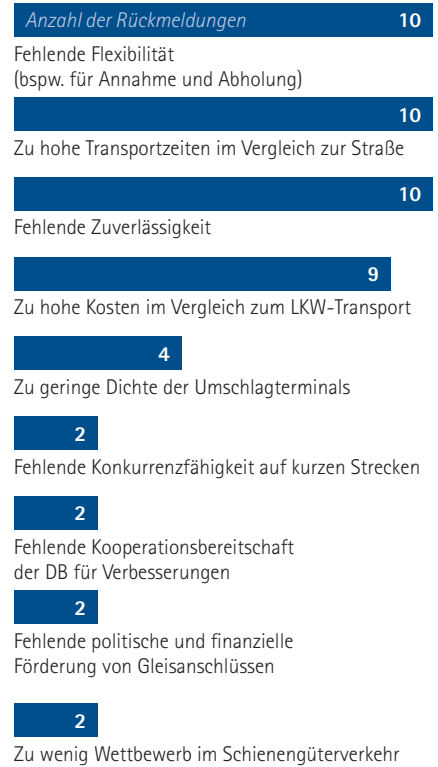 Anzahl der Rückmeldungen 10
Fehlende Flexibilität
(bspw. für Annahme und Abholung)
10
Zu hohe Transportzeiten im Vergleich zur Straße
10
Fehlende Zuverlässigkeit
9
Zu hohe Kosten im Vergleich zum LKW-Transport
4
Zu geringe Dichte der Umschlagterminals
2
Fehlende Konkurrenzfähigkeit auf kurzen Strecken
2
Fehlende Kooperationsbereitschaft
der DB für Verbesserungen
2
Fehlende politische und finanzielle
Förderung von Gleisanschlüssen
2
Zu wenig Wettbewerb im Schienengüterverkehr